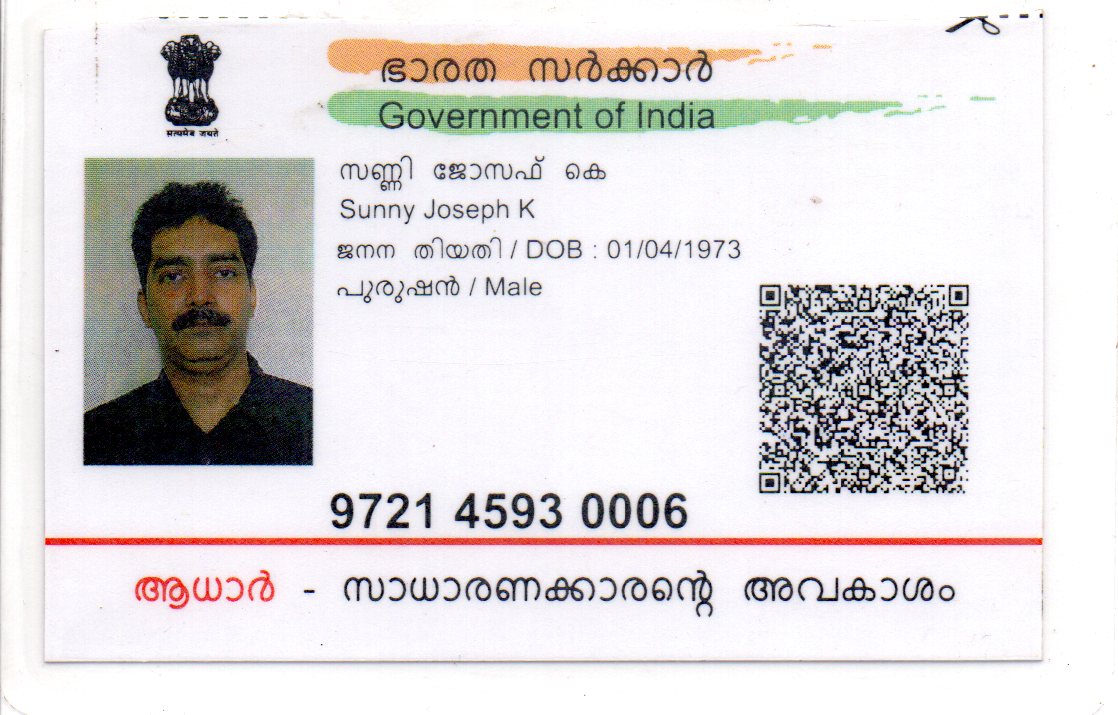 ഭാരത സർക്കാർ
Government of India
सत्यमेव जयते
സണ്ണി ജോസഫ് കെ
Sunny Joseph K
ജനന തിയതി / DOB : 01/04/1973
പുരുഷൻ / Male
9721 4593 0006
ആധാർ - സാധാരണക്കാരന്റെ അവകാശം